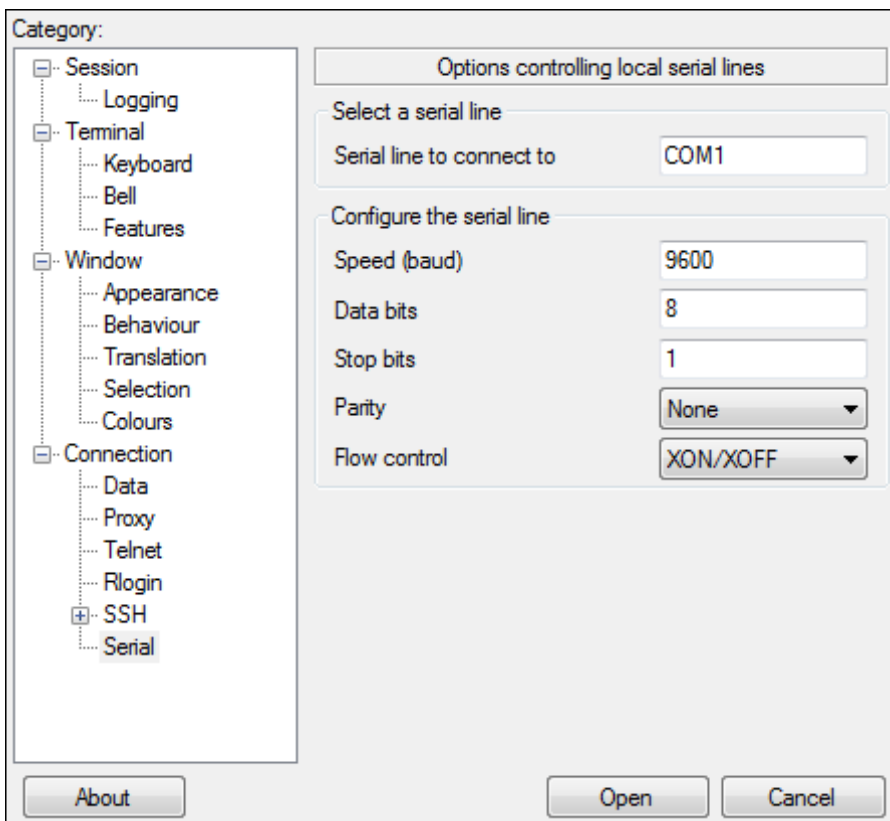 Category:
Session
Logging
Terminal
Keyboard
Bell
Features
Window
Appearance
Behaviour
Translation
Selection
Colours
Connection
Data
Proxy
Telnet
Rlogin
SSH
Serial
Options controlling local serial lines
Select a serial line
Serial line to connect to COM1
Configure the serial line
Speed (baud) 9600
Data bits 8
Stop bits 1
Parity None
Flow control XON/XOFF
About Open Cancel